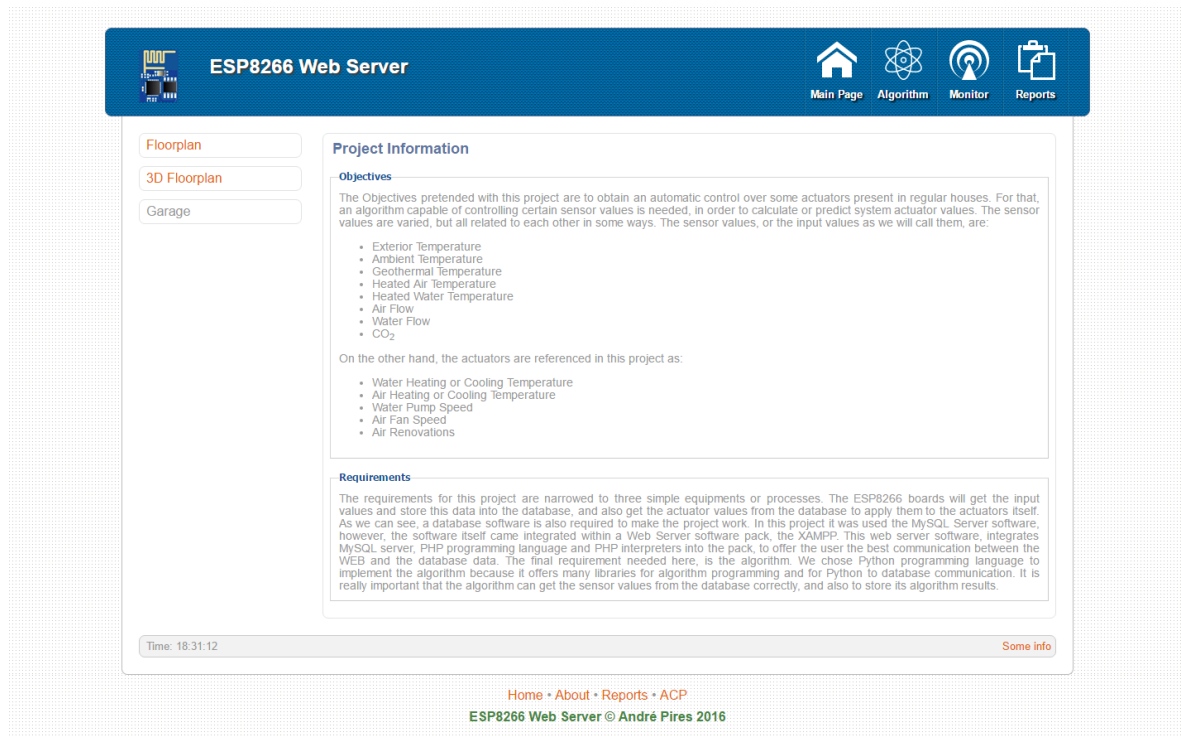 ESP8266 Web Server
Main Page Algorithm Monitor Reports
Floorplan
3D Floorplan
Garage
Project Information
Objectives
The Objectives pretended with this project are to obtain an automatic control over some actuators present in regular houses. For that,
an algorithm capable of controlling certain sensor values is needed, in order to calculate or predict system actuator values. The sensor
values are varied, but all related to each other in some ways. The sensor values, or the input values as we will call them, are:
• Exterior Temperature
• Ambient Temperature
• Geothermal Temperature
• Heated Air Temperature
• Heated Water Temperature
• Air Flow
• Water Flow
• CO₂
On the other hand, the actuators are referenced in this project as:
• Water Heating or Cooling Temperature
• Air Heating or Cooling Temperature
• Water Pump Speed
• Air Fan Speed
• Air Renovations
Requirements
The requirements for this project are narrowed to three simple equipments or processes. The ESP8266 boards will get the input
values and store this data into the database, and also get the actuator values from the database to apply them to the actuators itself.
As we can see, a database software is also required to make the project work. In this project it was used the MySQL Server software,
however, the software itself came integrated within a Web Server software pack, the XAMPP. This web server software, integrates
MySQL server, PHP programming language and PHP interpreters into the pack, to offer the user the best communication between the
WEB and the database data. The final requirement needed here, is the algorithm. We chose Python programming language to
implement the algorithm because it offers many libraries for algorithm programming and for Python to database communication. It is
really important that the algorithm can get the sensor values from the database correctly, and also to store its algorithm results.
Time: 18:31:12
Some info
Home • About • Reports • ACP
ESP8266 Web Server © André Pires 2016